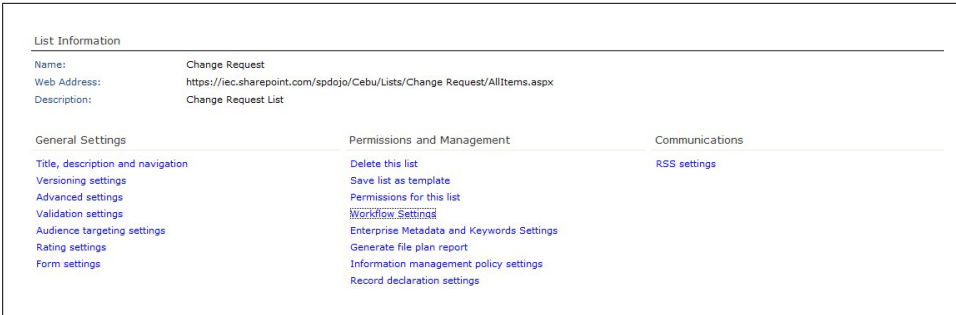 List Information
Name: Change Request
Web Address: https://iec.sharepoint.com/spdojo/Cebu/Lists/Change Request/AllItems.aspx
Description: Change Request List
General Settings
Title, description and navigation
Versioning settings
Advanced settings
Validation settings
Audience targeting settings
Rating settings
Form settings
Permissions and Management
Delete this list
Save list as template
Permissions for this list
Workflow Settings
Enterprise Metadata and Keywords Settings
Generate file plan report
Information management policy settings
Record declaration settings
Communications
RSS settings